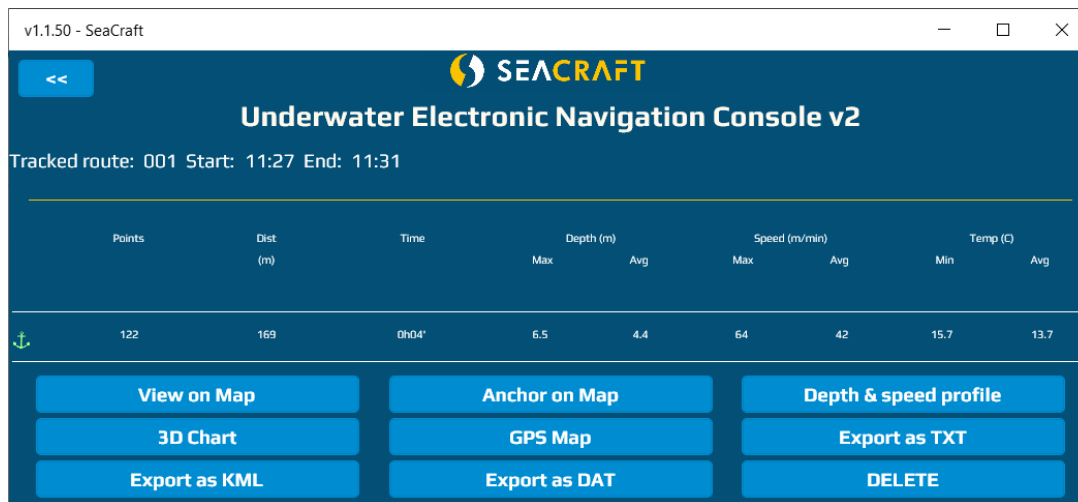 v1.1.50 - SeaCraft
<<
SEACRAFT
Underwater Electronic Navigation Console v2
Tracked route: 001 Start: 11:27 End: 11:31
Points Dist Time Depth (m) Speed (m/min) Temp (C)
(m) Max Avg Max Avg Min Avg
122 169 0h04' 6.5 4.4 64 42 15.7 13.7
View on Map Anchor on Map Depth & speed profile
3D Chart GPS Map Export as TXT
Export as KML Export as DAT DELETE